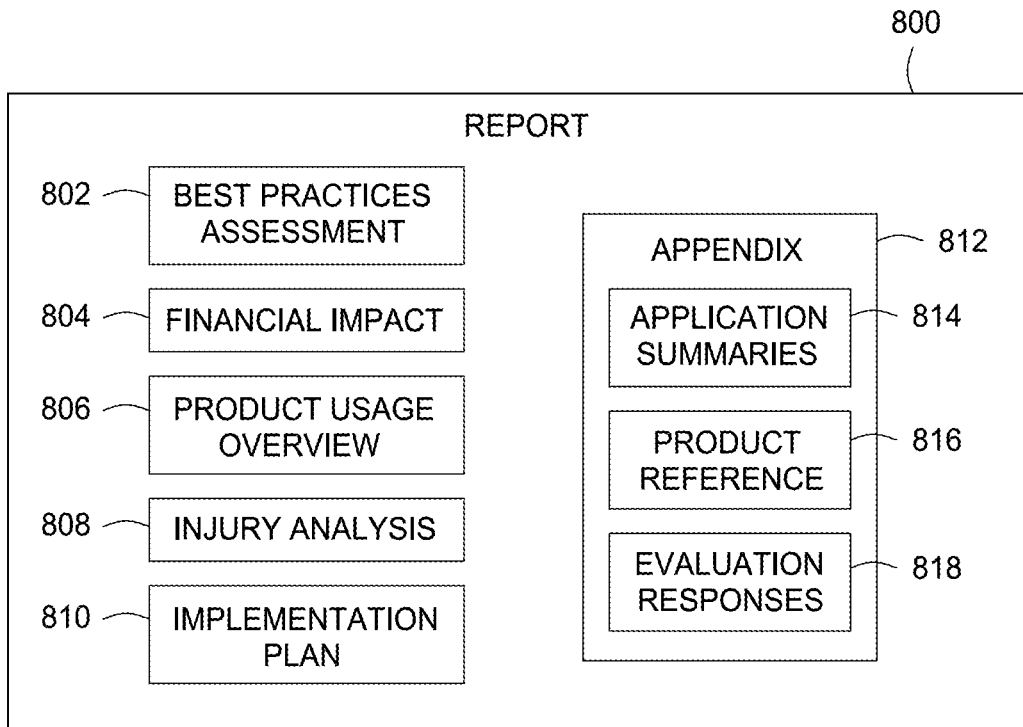 800
REPORT
802
BEST PRACTICES
ASSESSMENT
804
FINANCIAL IMPACT
806
PRODUCT USAGE
OVERVIEW
808
INJURY ANALYSIS
810
IMPLEMENTATION
PLAN
812
APPENDIX
814
APPLICATION
SUMMARIES
816
PRODUCT
REFERENCE
818
EVALUATION
RESPONSES